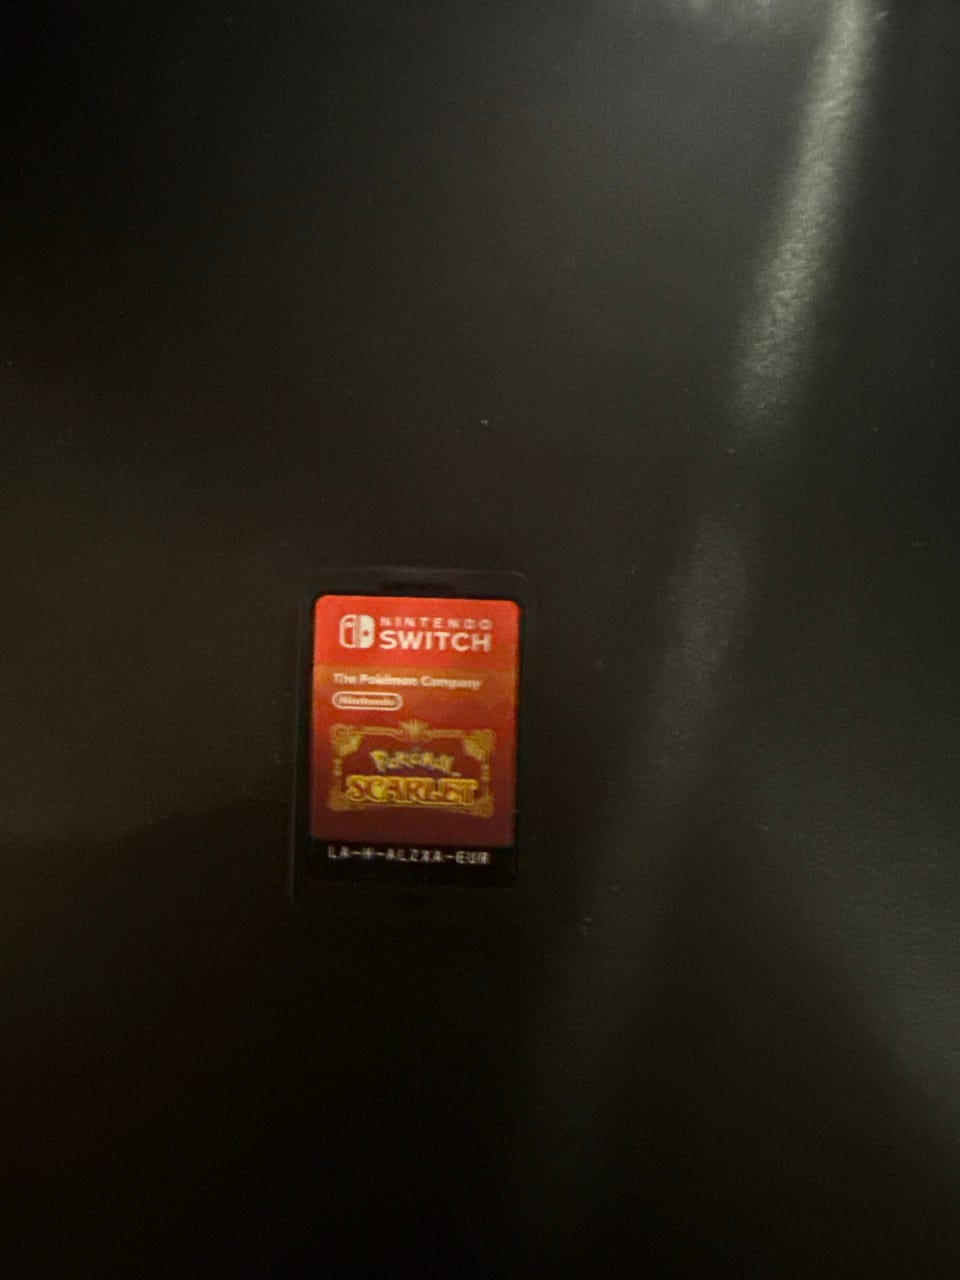 NINTENDO
SWITCH
The Pokémon Company
Nintendo
Pokémon
SCARLET
LA-H-ALZXA-EUR